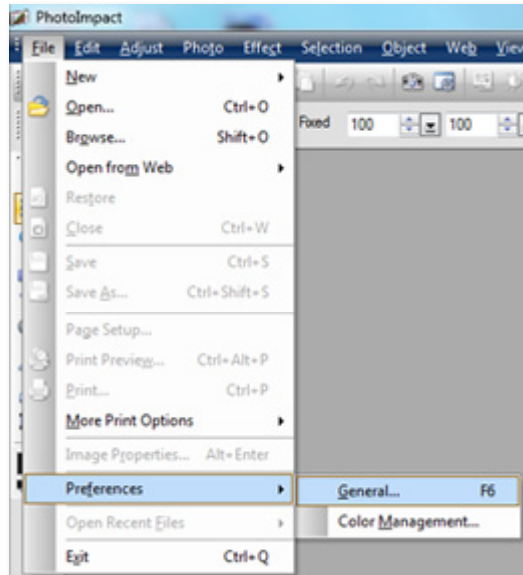 PhotoImpact
File Edit Adjust Photo Effect Selection Object Web View
New
Open... Ctrl+O
Browse... Shift+O
Fixed 100 100
Open from Web
Restore
Close Ctrl+W
Save Ctrl+S
Save As... Ctrl+Shift+S
Page Setup...
Print Preview... Ctrl+Alt+P
Print... Ctrl+P
More Print Options
Image Properties... Alt+Enter
Preferences
General... F6
Open Recent Files
Color Management...
Exit Ctrl+Q